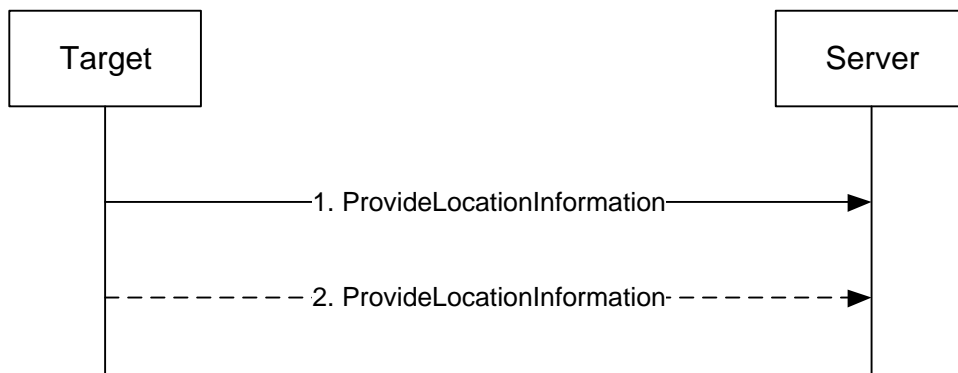 Target
Server
1. ProvideLocationInformation
2. ProvideLocationInformation